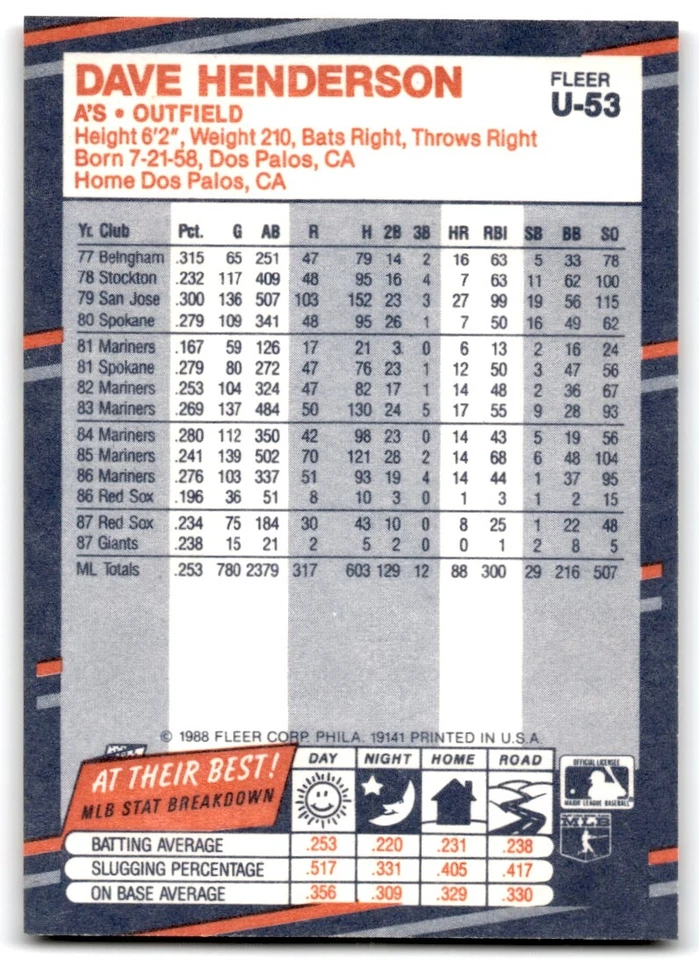 DAVE HENDERSON
FLEER
U-53
A'S • OUTFIELD
Height 6'2", Weight 210, Bats Right, Throws Right
Born 7-21-58, Dos Palos, CA
Home Dos Palos, CA
Yr. Club Pct. G AB R H 2B 3B HR RBI SB BB SO
77 Belngham .315 65 251 47 79 14 2 16 63 5 33 78
78 Stockton .232 117 409 48 95 16 4 7 63 11 62 100
79 San Jose .300 136 507 103 152 23 3 27 99 19 56 115
80 Spokane .279 109 341 48 95 26 1 7 50 16 49 62
81 Mariners .167 59 126 17 21 3 0 6 13 2 16 24
81 Spokane .279 80 272 47 76 23 1 12 50 3 47 56
82 Mariners .253 104 324 47 82 17 1 14 48 2 36 67
83 Mariners .269 137 484 50 130 24 5 17 55 9 28 93
84 Mariners .280 112 350 42 98 23 0 14 43 5 19 56
85 Mariners .241 139 502 70 121 28 2 14 68 6 48 104
86 Mariners .276 103 337 51 93 19 4 14 44 1 37 95
86 Red Sox .196 36 51 8 10 3 0 1 3 1 2 15
87 Red Sox .234 75 184 30 43 10 0 8 25 1 22 48
87 Giants .238 15 21 2 5 2 0 0 1 2 8 5
ML Totals .253 780 2379 317 603 129 12 88 300 29 216 507
© 1988 FLEER CORP. PHILA. 19141 PRINTED IN U.S.A.
AT THEIR BEST!
MLB STAT BREAKDOWN
DAY NIGHT HOME ROAD
BATTING AVERAGE .253 .220 .231 .238
SLUGGING PERCENTAGE .517 .331 .405 .417
ON BASE AVERAGE .356 .309 .329 .330
OFFICIAL LICENSEE
MAJOR LEAGUE BASEBALL
MLB